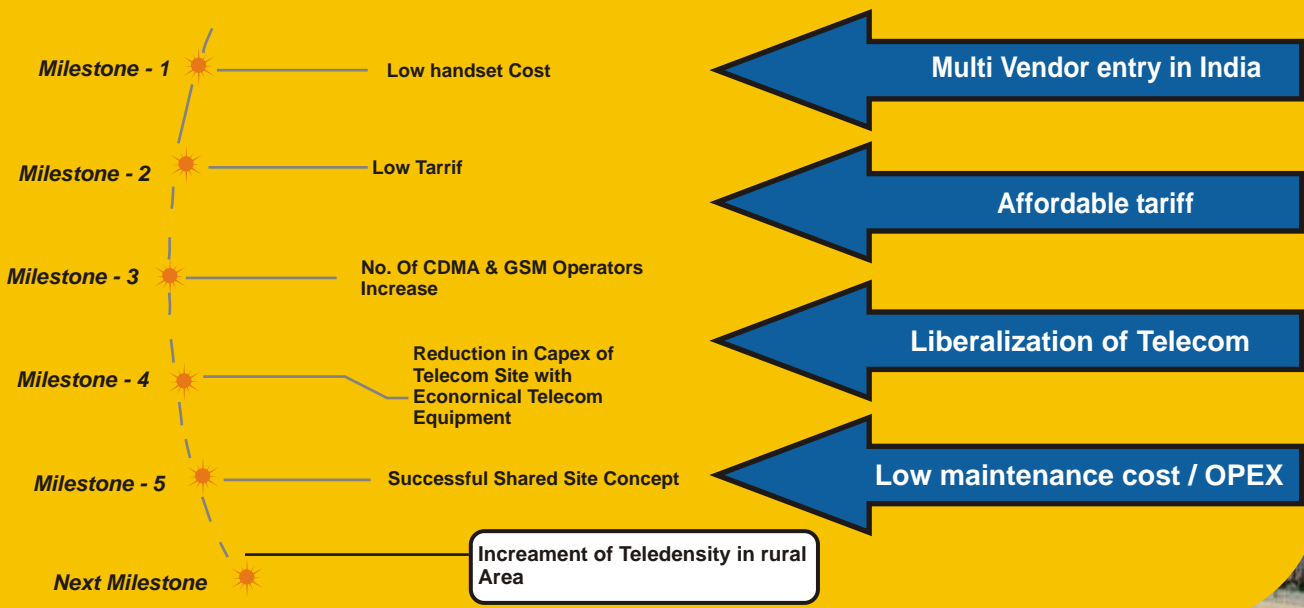 Milestone - 1
Low handset Cost
Multi Vendor entry in India
Milestone - 2
Low Tarrif
Affordable tariff
Milestone - 3
No. Of CDMA & GSM Operators
Increase
Liberalization of Telecom
Milestone - 4
Reduction in Capex of
Telecom Site with
Econornical Telecom
Equipment
Milestone - 5
Successful Shared Site Concept
Low maintenance cost / OPEX
Next Milestone
Increament of Teledensity in rural
Area